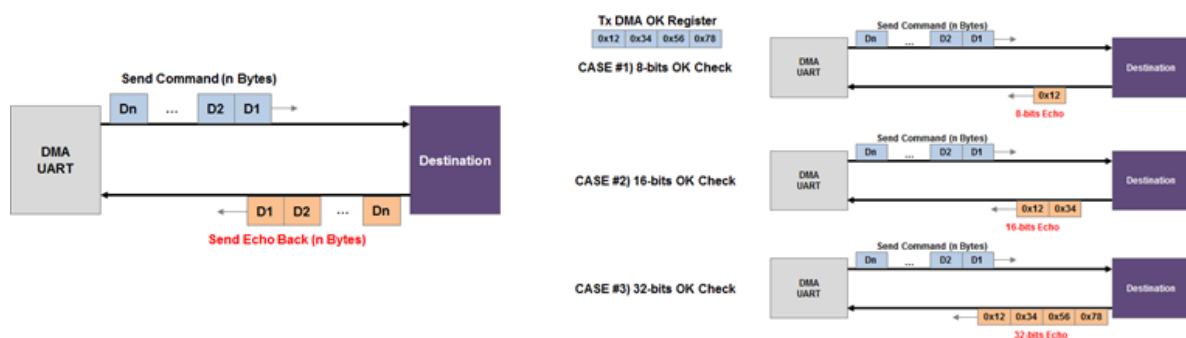 Send Command (n Bytes)
Dn ... D2 D1
DMA
UART
Destination
D1 D2 ... Dn
Send Echo Back (n Bytes)
Tx DMA OK Register
0x12 0x34 0x56 0x78
CASE #1) 8-bits OK Check
Send Command (n Bytes)
Dn ... D2 D1
DMA
UART
Destination
0x12
8-bits Echo
CASE #2) 16-bits OK Check
Send Command (n Bytes)
Dn ... D2 D1
DMA
UART
Destination
0x12 0x34
16-bits Echo
CASE #3) 32-bits OK Check
Send Command (n Bytes)
Dn ... D2 D1
DMA
UART
Destination
0x12 0x34 0x56 0x78
32-bits Echo